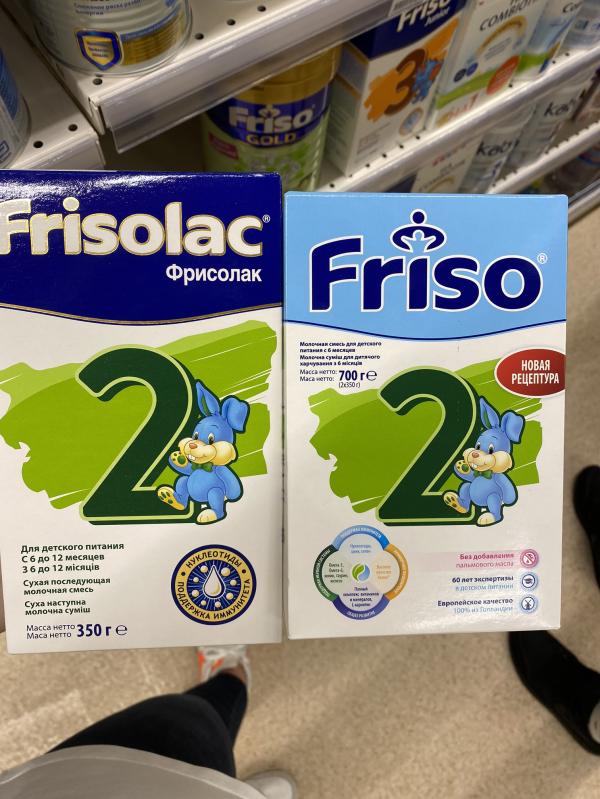 Friso
GOLD
Friso
Junior
3
Frisolac®
Фрисолак
2
Для детского питания
С 6 до 12 месяцев
З 6 до 12 місяців
Сухая последующая
молочная смесь
Суха наступна
молочна суміш
Масса нетто
Маса нетто 350 г e
НУКЛЕОТИДЫ
ПОДДЕРЖКА ИММУНИТЕТА
Friso®
Молочная смесь для детского
питания с 6 месяцев
Молочна суміш для дитячого
харчування з 6 місяців
Масса нетто:
Маса нетто: 700 г e
(2х350 г)
НОВАЯ
РЕЦЕПТУРА
2
Без добавления
пальмового масла
60 лет экспертизы
в детском питании
Европейское качество
100% из Голландии